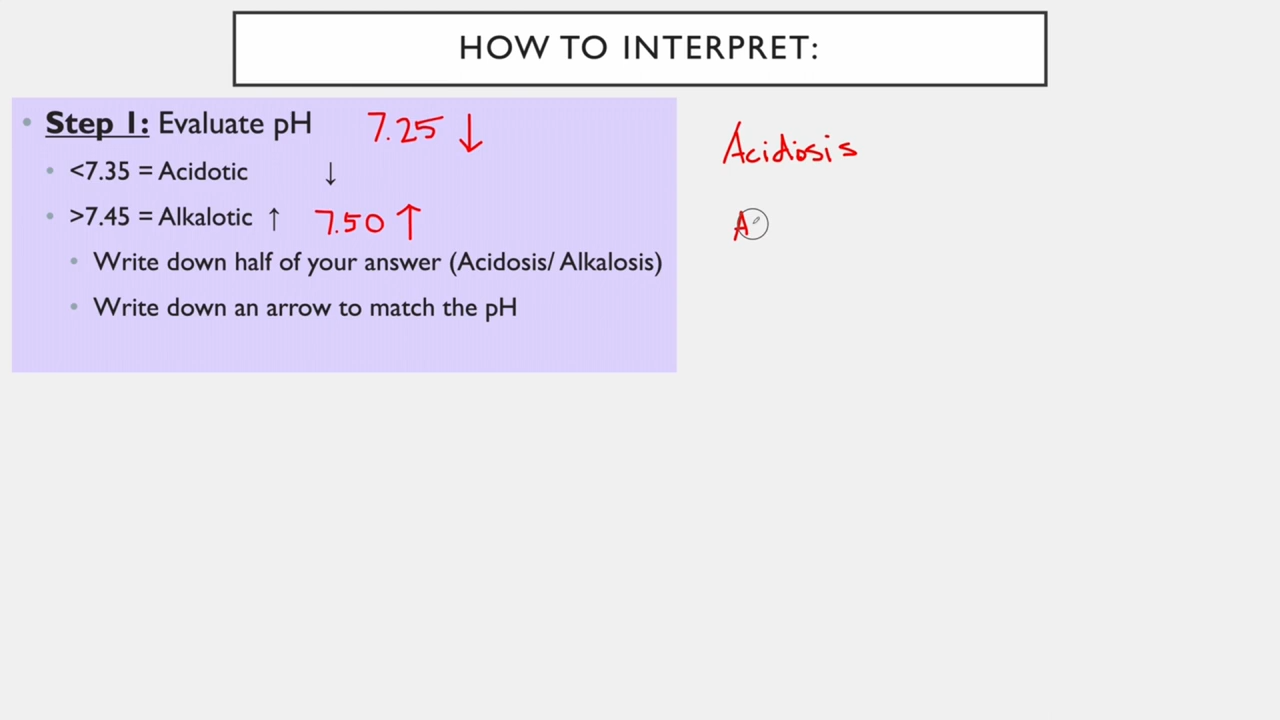 HOW TO INTERPRET:
• Step 1: Evaluate pH 7.25 ↓
Acidosis
• <7.35 = Acidotic ↓
• >7.45 = Alkalotic ↑ 7.50 ↑
A
• Write down half of your answer (Acidosis/ Alkalosis)
• Write down an arrow to match the pH